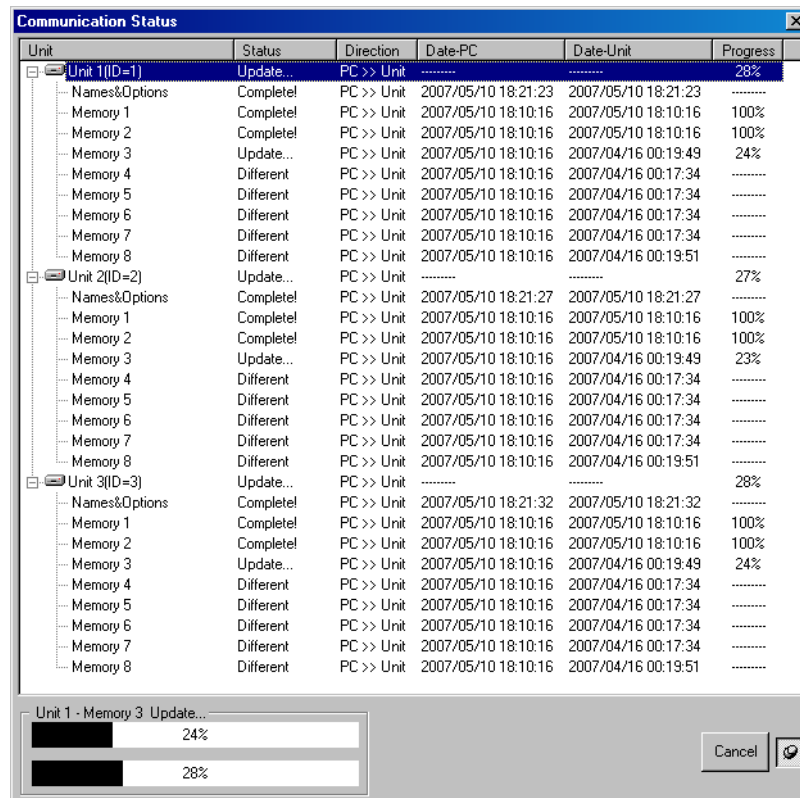 Communication Status
Unit Status Direction Date-PC Date-Unit Progress
Unit 1(ID=1) Update... PC >> Unit --------- --------- 28%
Names&Options Complete! PC >> Unit 2007/05/10 18:21:23 2007/05/10 18:21:23 ---------
Memory 1 Complete! PC >> Unit 2007/05/10 18:10:16 2007/05/10 18:10:16 100%
Memory 2 Complete! PC >> Unit 2007/05/10 18:10:16 2007/05/10 18:10:16 100%
Memory 3 Update... PC >> Unit 2007/05/10 18:10:16 2007/04/16 00:19:49 24%
Memory 4 Different PC >> Unit 2007/05/10 18:10:16 2007/04/16 00:17:34 ---------
Memory 5 Different PC >> Unit 2007/05/10 18:10:16 2007/04/16 00:17:34 ---------
Memory 6 Different PC >> Unit 2007/05/10 18:10:16 2007/04/16 00:17:34 ---------
Memory 7 Different PC >> Unit 2007/05/10 18:10:16 2007/04/16 00:17:34 ---------
Memory 8 Different PC >> Unit 2007/05/10 18:10:16 2007/04/16 00:19:51 ---------
Unit 2(ID=2) Update... PC >> Unit --------- --------- 27%
Names&Options Complete! PC >> Unit 2007/05/10 18:21:27 2007/05/10 18:21:27 ---------
Memory 1 Complete! PC >> Unit 2007/05/10 18:10:16 2007/05/10 18:10:16 100%
Memory 2 Complete! PC >> Unit 2007/05/10 18:10:16 2007/05/10 18:10:16 100%
Memory 3 Update... PC >> Unit 2007/05/10 18:10:16 2007/04/16 00:19:49 23%
Memory 4 Different PC >> Unit 2007/05/10 18:10:16 2007/04/16 00:17:34 ---------
Memory 5 Different PC >> Unit 2007/05/10 18:10:16 2007/04/16 00:17:34 ---------
Memory 6 Different PC >> Unit 2007/05/10 18:10:16 2007/04/16 00:17:34 ---------
Memory 7 Different PC >> Unit 2007/05/10 18:10:16 2007/04/16 00:17:34 ---------
Memory 8 Different PC >> Unit 2007/05/10 18:10:16 2007/04/16 00:19:51 ---------
Unit 3(ID=3) Update... PC >> Unit --------- --------- 28%
Names&Options Complete! PC >> Unit 2007/05/10 18:21:32 2007/05/10 18:21:32 ---------
Memory 1 Complete! PC >> Unit 2007/05/10 18:10:16 2007/05/10 18:10:16 100%
Memory 2 Complete! PC >> Unit 2007/05/10 18:10:16 2007/05/10 18:10:16 100%
Memory 3 Update... PC >> Unit 2007/05/10 18:10:16 2007/04/16 00:19:49 24%
Memory 4 Different PC >> Unit 2007/05/10 18:10:16 2007/04/16 00:17:34 ---------
Memory 5 Different PC >> Unit 2007/05/10 18:10:16 2007/04/16 00:17:34 ---------
Memory 6 Different PC >> Unit 2007/05/10 18:10:16 2007/04/16 00:17:34 ---------
Memory 7 Different PC >> Unit 2007/05/10 18:10:16 2007/04/16 00:17:34 ---------
Memory 8 Different PC >> Unit 2007/05/10 18:10:16 2007/04/16 00:19:51 ---------
Unit 1 - Memory 3 Update...
24%
28%
Cancel